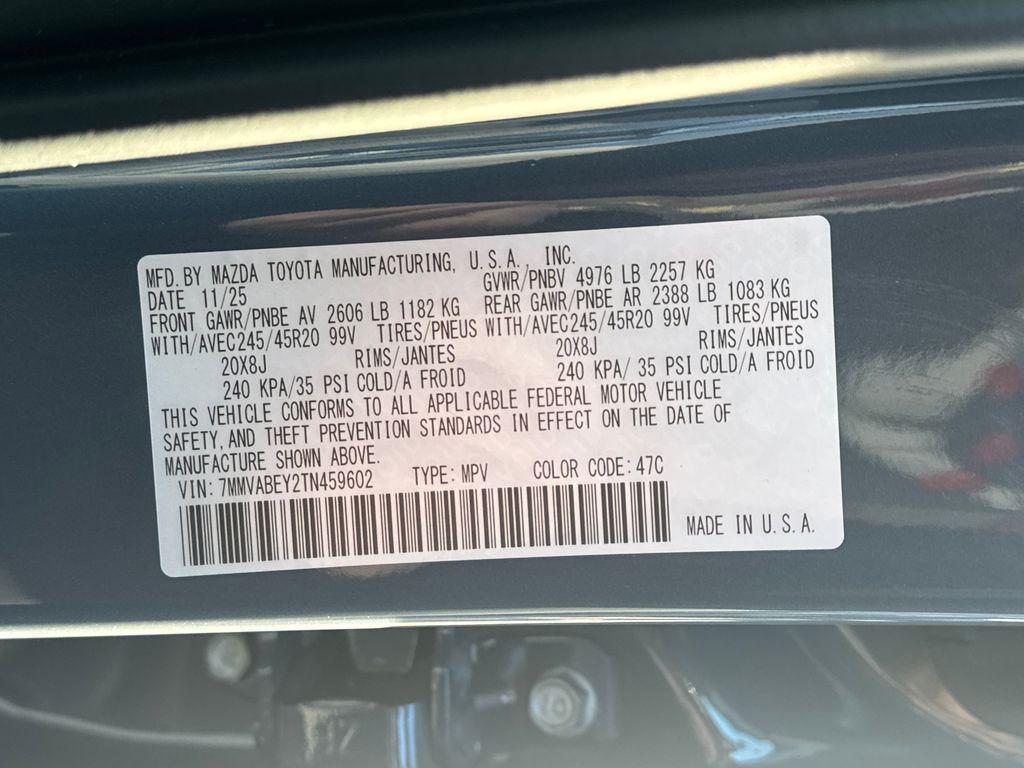 MFD. BY MAZDA TOYOTA MANUFACTURING, U.S.A., INC.
DATE 11/25 GVWR/PNBV 4976 LB 2257 KG
FRONT GAWR/PNBE AV 2606 LB 1182 KG REAR GAWR/PNBE AR 2388 LB 1083 KG
WITH/AVEC245/45R20 99V TIRES/PNEUS WITH/AVEC245/45R20 99V TIRES/PNEUS
20X8J RIMS/JANTES 20X8J RIMS/JANTES
240 KPA/35 PSI COLD/A FROID 240 KPA/ 35 PSI COLD/A FROID
THIS VEHICLE CONFORMS TO ALL APPLICABLE FEDERAL MOTOR VEHICLE
SAFETY, AND THEFT PREVENTION STANDARDS IN EFFECT ON THE DATE OF
MANUFACTURE SHOWN ABOVE.
VIN: 7MMVABEY2TN459602 TYPE: MPV COLOR CODE: 47C
MADE IN U.S.A.